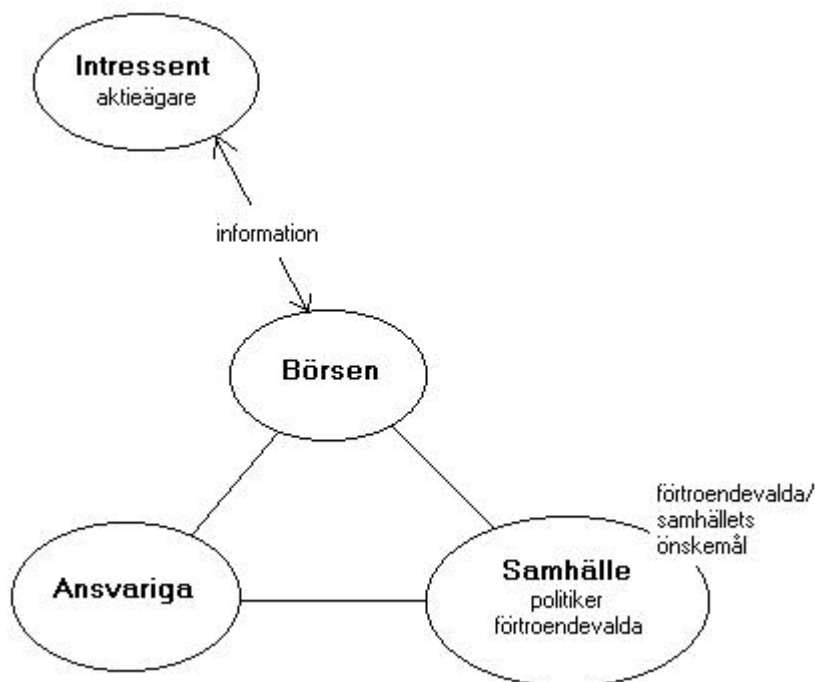 Intressent
aktieägare
information
Börsen
förtroendevalda/
samhällets
önskemål
Ansvariga
Samhälle
politiker
förtroendevalda